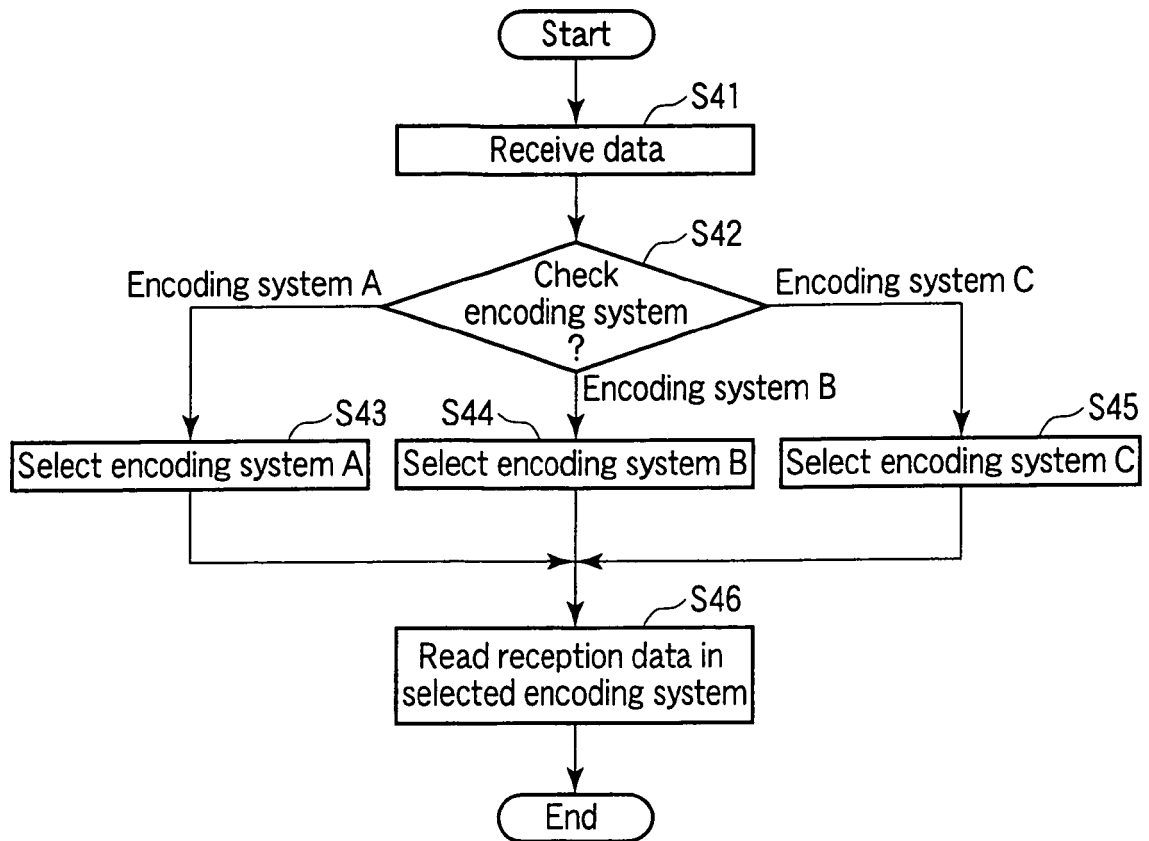 Start
S41
Receive data
S42
Check
encoding system
?
Encoding system A
Encoding system C
Encoding system B
S43
Select encoding system A
S44
Select encoding system B
S45
Select encoding system C
S46
Read reception data in
selected encoding system
End